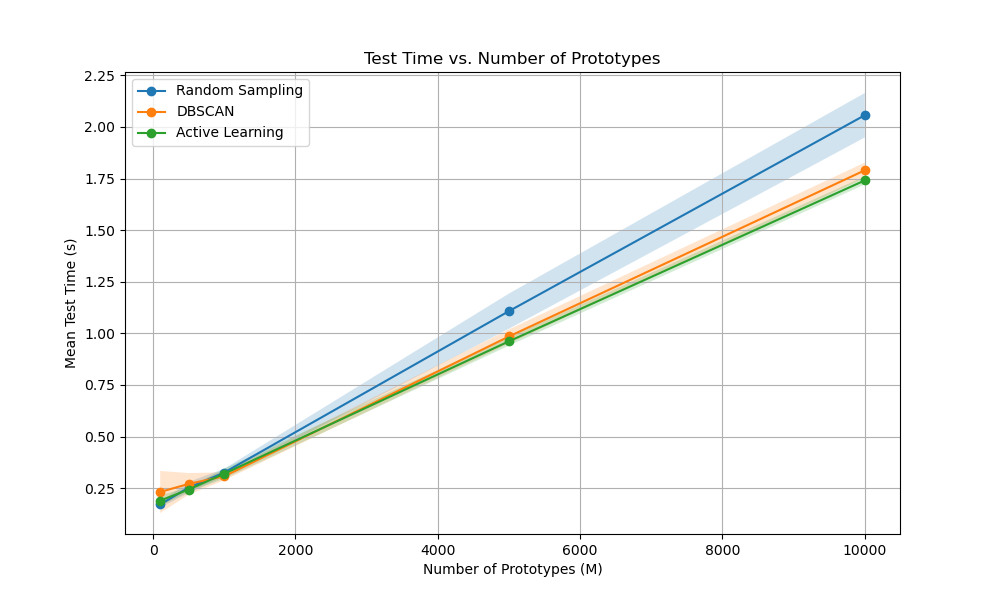 Test Time vs. Number of Prototypes
Random Sampling
DBSCAN
Active Learning
Mean Test Time (s)
2.25
2.00
1.75
1.50
1.25
1.00
0.75
0.50
0.25
0
2000
4000
6000
8000
10000
Number of Prototypes (M)